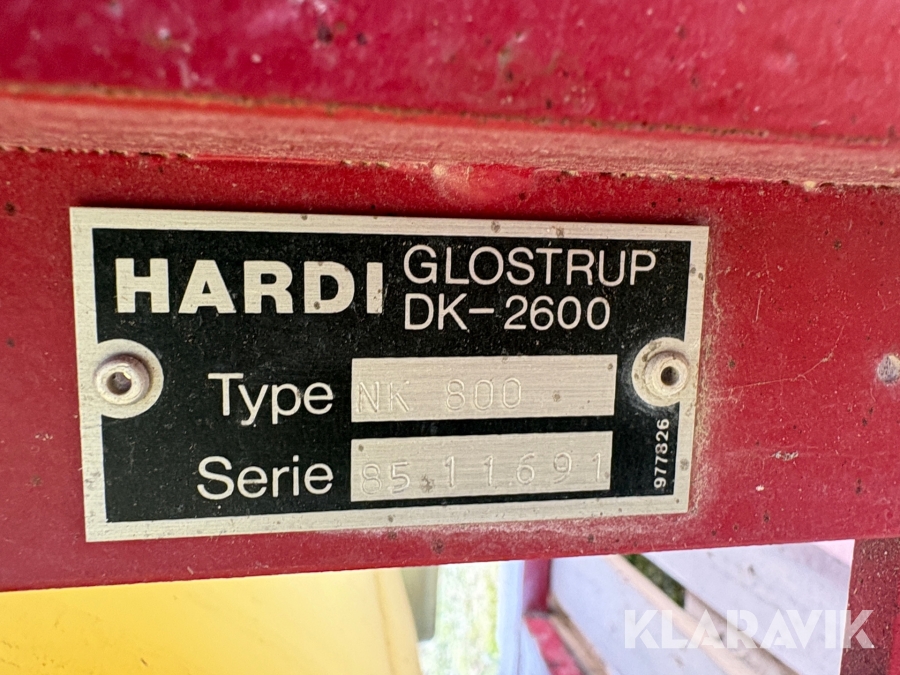 HARDI GLOSTRUP
DK-2600
Type NK 800
Serie 85 11691
977826
KLARAVIK